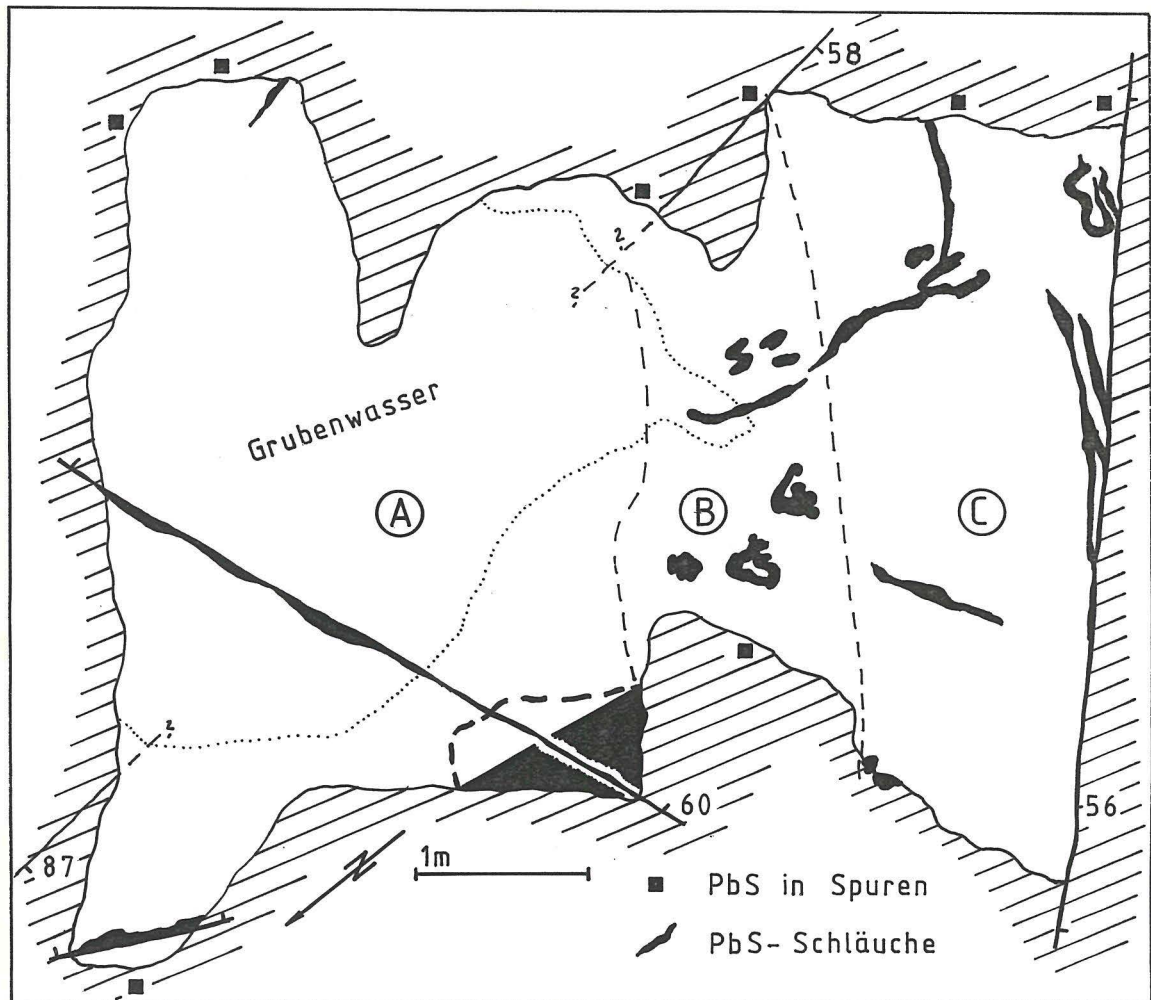 58
?
?
Grubenwasser
A
B
C
?
60
56
87
N
1m
PbS in Spuren
PbS-Schläuche